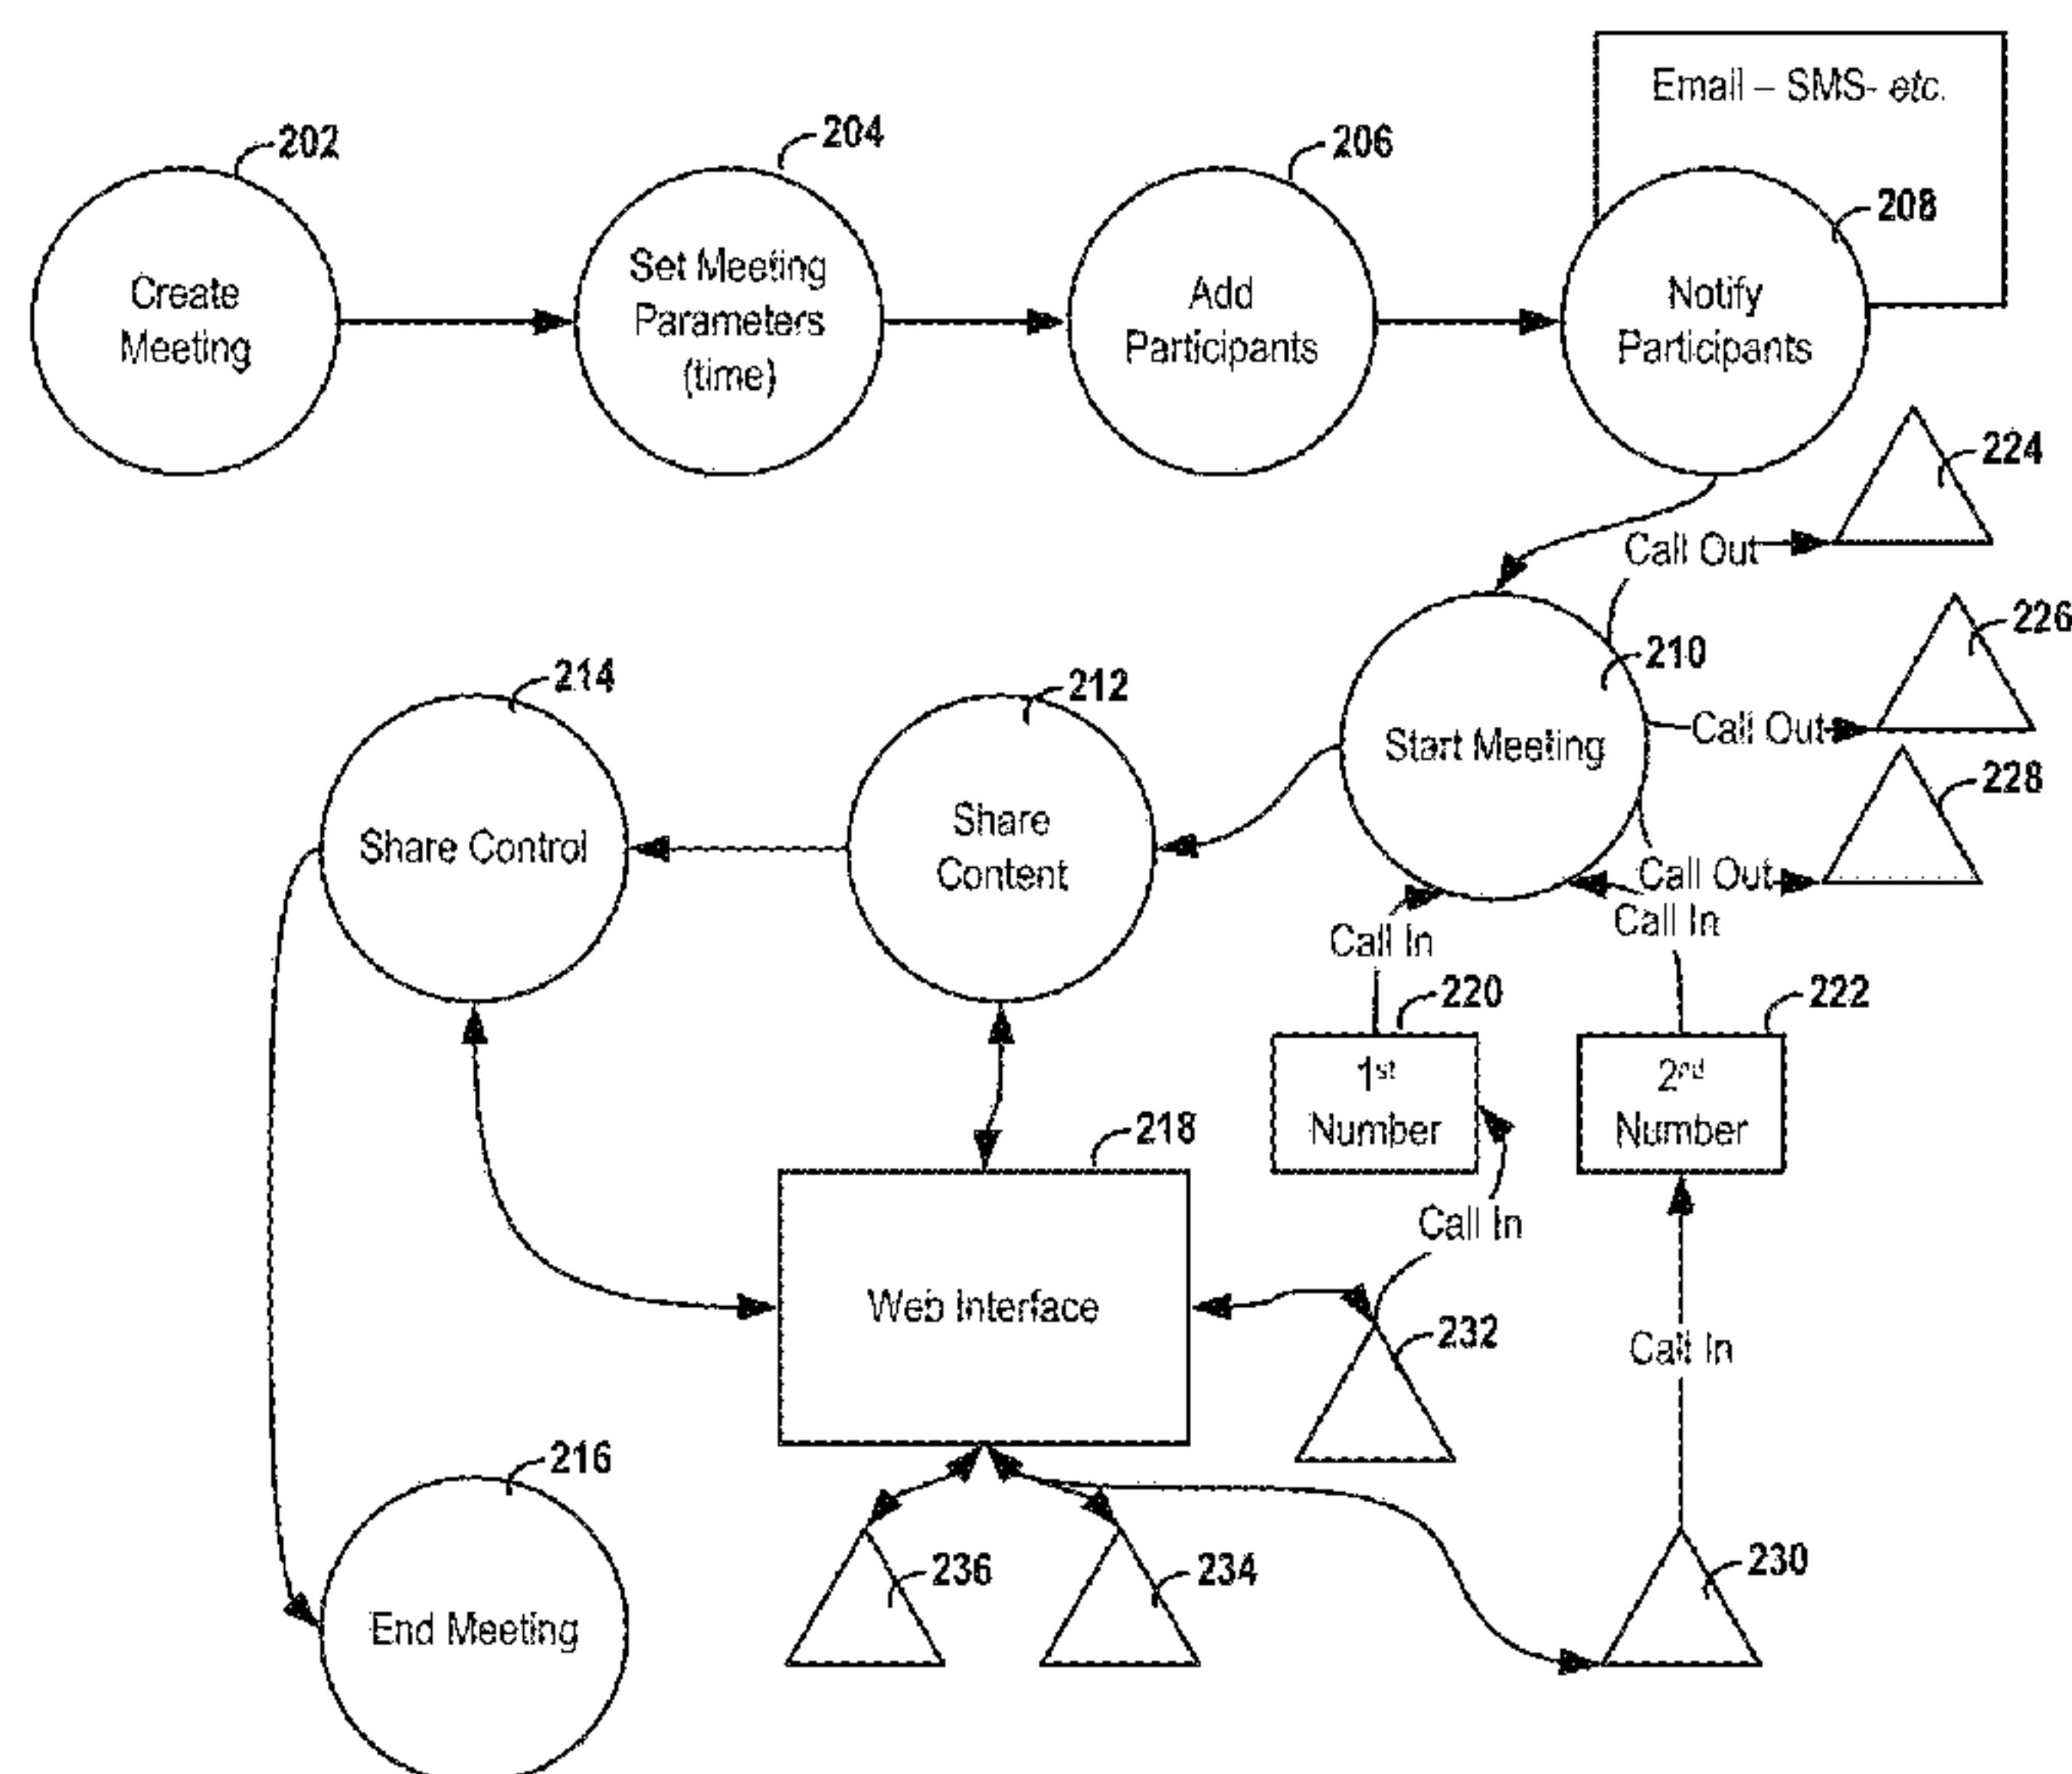 Email – SMS- etc.
202
204
206
208
Create
Meeting
Set Meeting
Parameters
(time)
Add
Participants
Notify
Participants
224
Call Out
226
210
214
212
Call Out
Start Meeting
228
Share Control
Share
Content
Call Out
Call In
Call In
220
222
1st
Number
2nd
Number
218
Call In
Web Interface
232
Call In
216
236
234
230
End Meeting